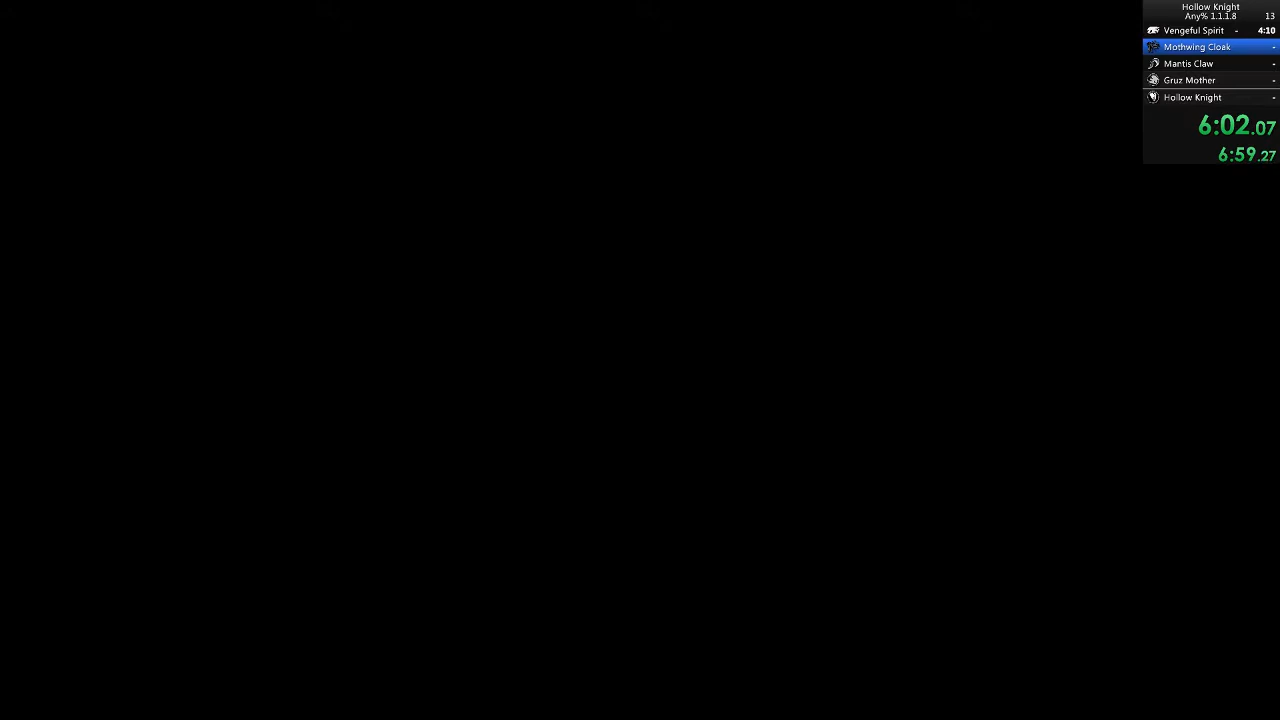 Hollow Knight
Any% 1.1.1.8 13
Vengeful Spirit - 4:10
Mothwing Cloak -
Mantis Claw -
Gruz Mother -
Hollow Knight -
6:02.07
6:59.27